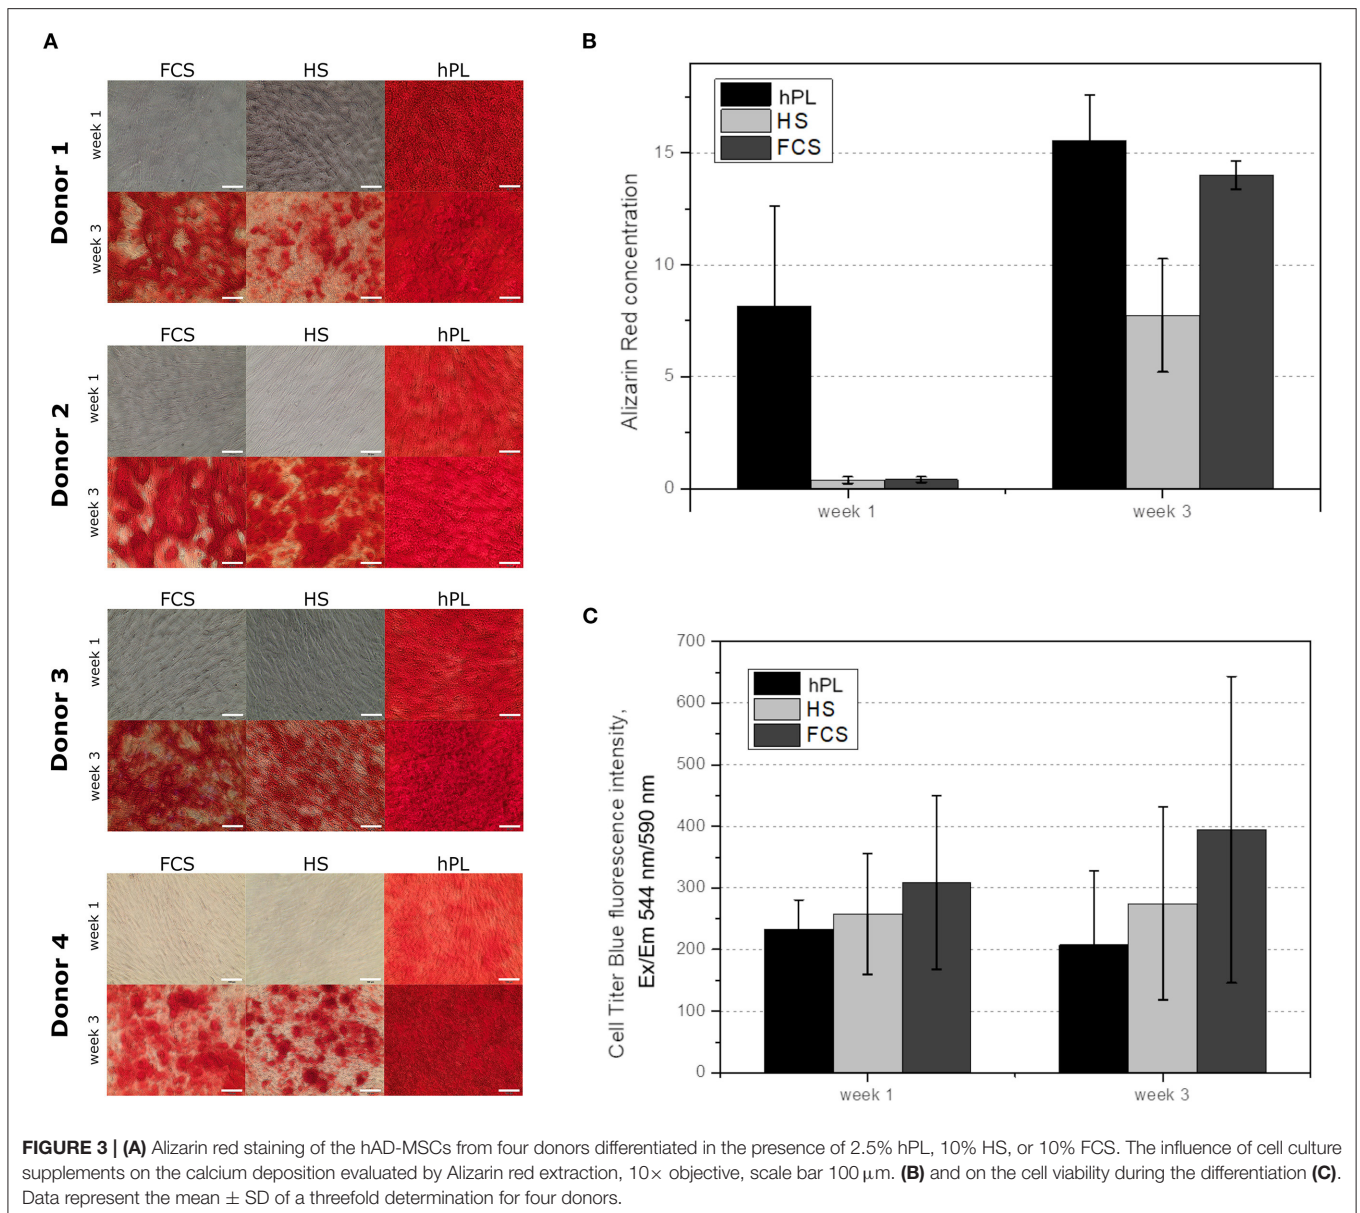 A
FCS HS hPL
Donor 1
week 1
week 3
FCS HS hPL
Donor 2
week 1
week 3
FCS HS hPL
Donor 3
week 1
week 3
FCS HS hPL
Donor 4
week 1
week 3
B
hPL
HS
FCS
Alizarin Red concentration
15
10
5
0
week 1 week 3
C
hPL
HS
FCS
Cell Titer Blue fluorescence intensity,
Ex/Em 544 nm/590 nm
700
600
500
400
300
200
100
0
week 1 week 3
FIGURE 3 | (A) Alizarin red staining of the hAD-MSCs from four donors differentiated in the presence of 2.5% hPL, 10% HS, or 10% FCS. The influence of cell culture
supplements on the calcium deposition evaluated by Alizarin red extraction, 10× objective, scale bar 100 μm. (B) and on the cell viability during the differentiation (C).
Data represent the mean ± SD of a threefold determination for four donors.